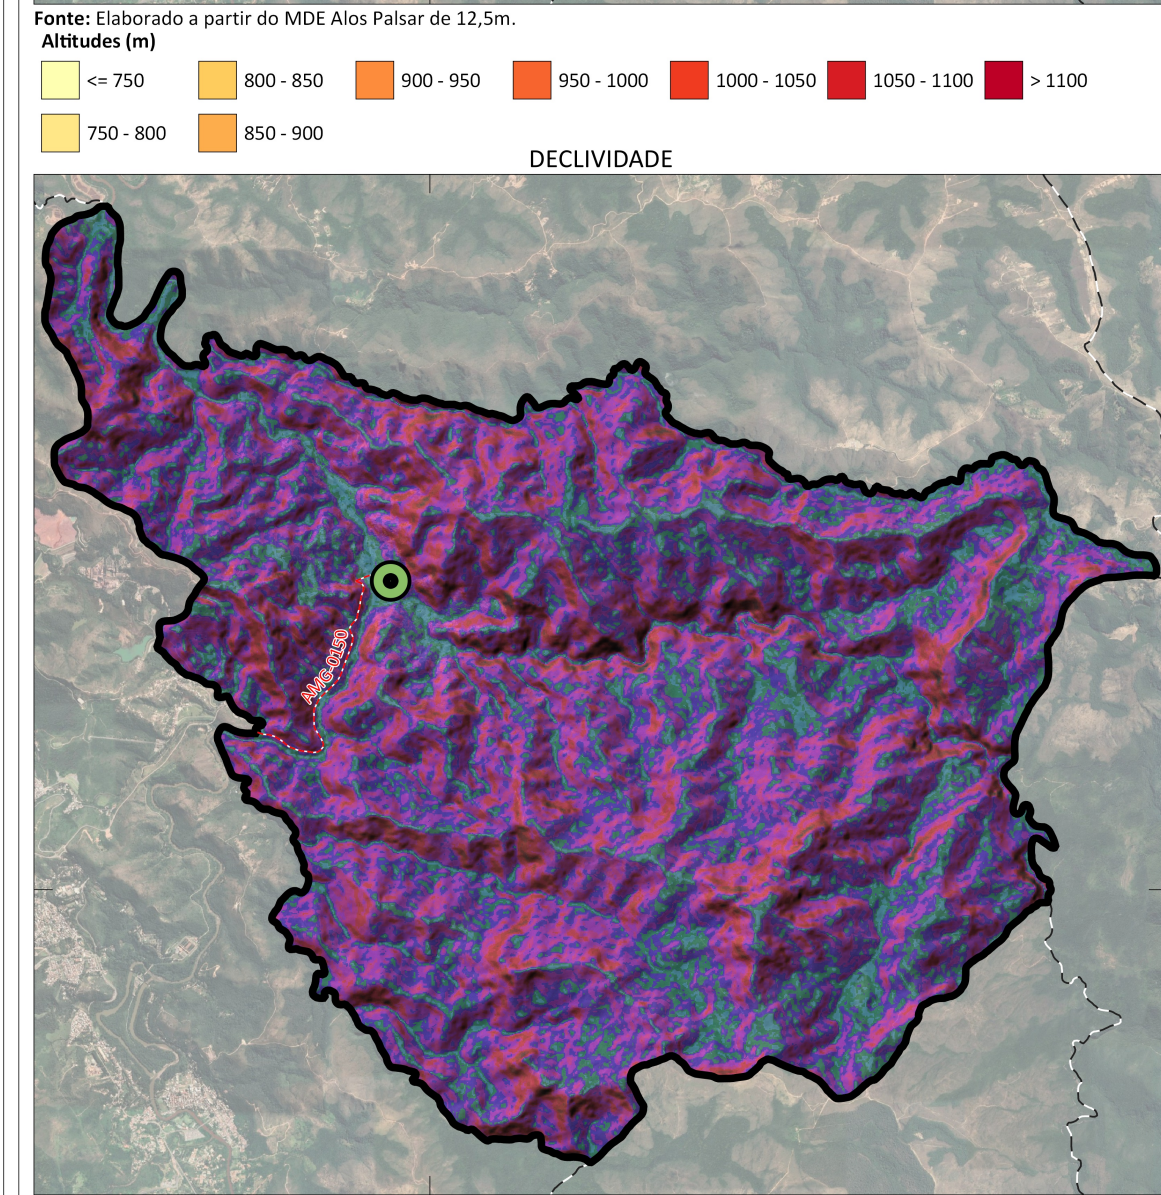 Fonte: Elaborado a partir do MDE Alos Palsar de 12,5m.
Altitudes (m)
<= 750
800 - 850
900 - 950
950 - 1000
1000 - 1050
1050 - 1100
> 1100
750 - 800
850 - 900
DECLIVIDADE
AMG-0150